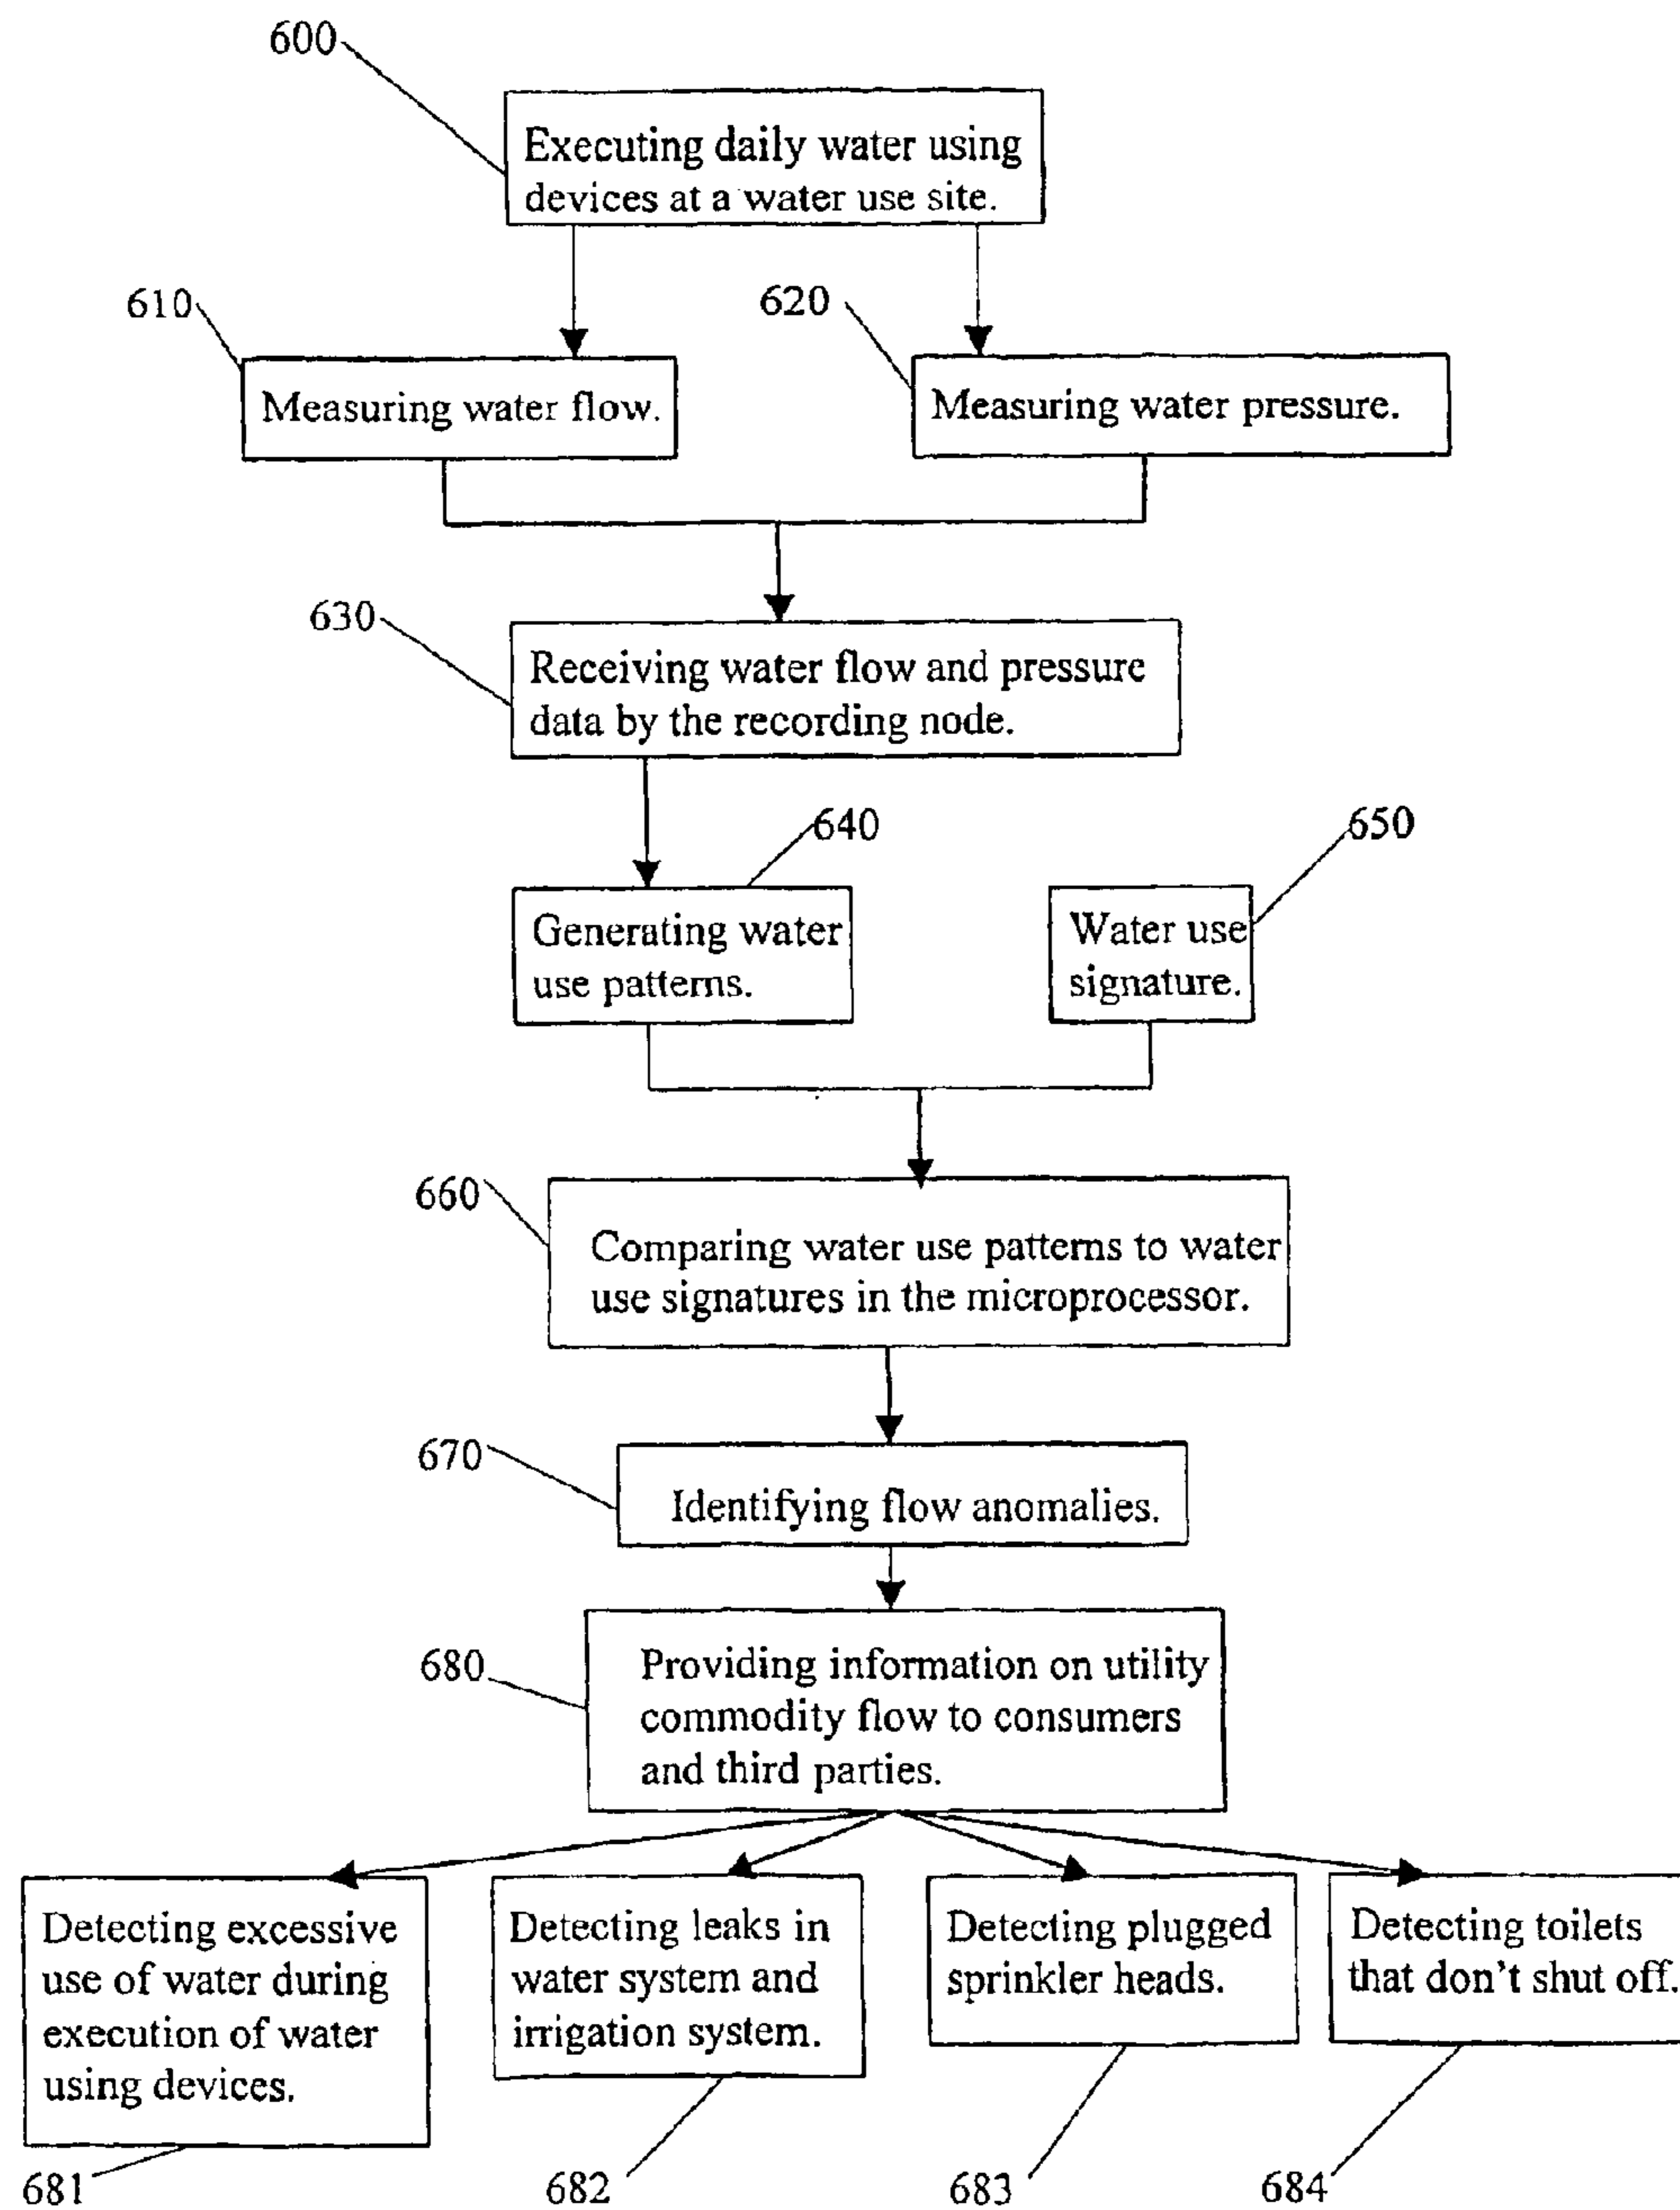 600
Executing daily water using
devices at a water use site.
610
620
Measuring water flow.
Measuring water pressure.
630
Receiving water flow and pressure
data by the recording node.
640
650
Generating water
use patterns.
Water use
signature.
660
Comparing water use patterns to water
use signatures in the microprocessor.
670
Identifying flow anomalies.
680
Providing information on utility
commodity flow to consumers
and third parties.
Detecting excessive
use of water during
execution of water
using devices.
Detecting leaks in
water system and
irrigation system.
Detecting plugged
sprinkler heads.
Detecting toilets
that don't shut off.
681
682
683
684